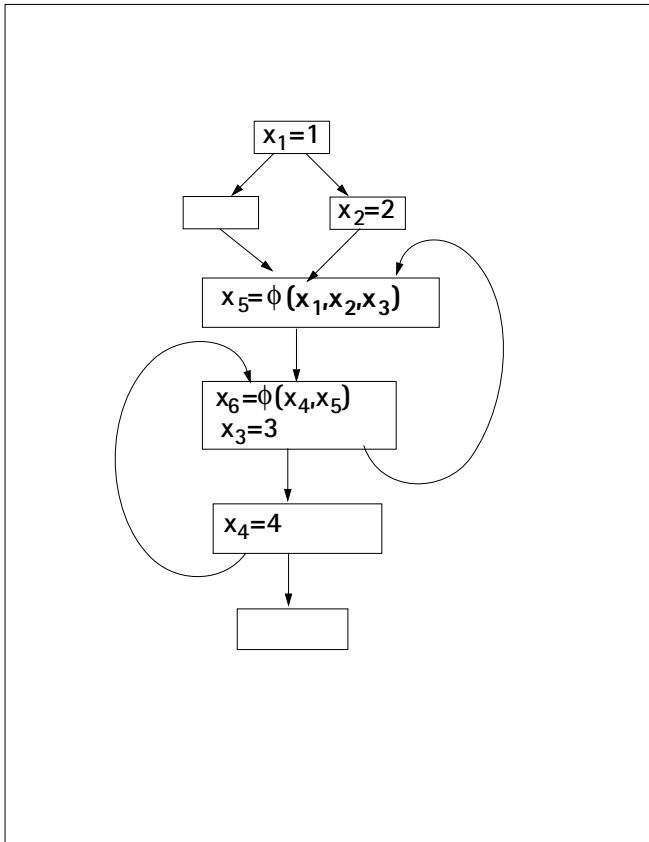 x₁=1
x₂=2
x₅=ϕ(x₁,x₂,x₃)
x₆=ϕ(x₄,x₅)
x₃=3
x₄=4